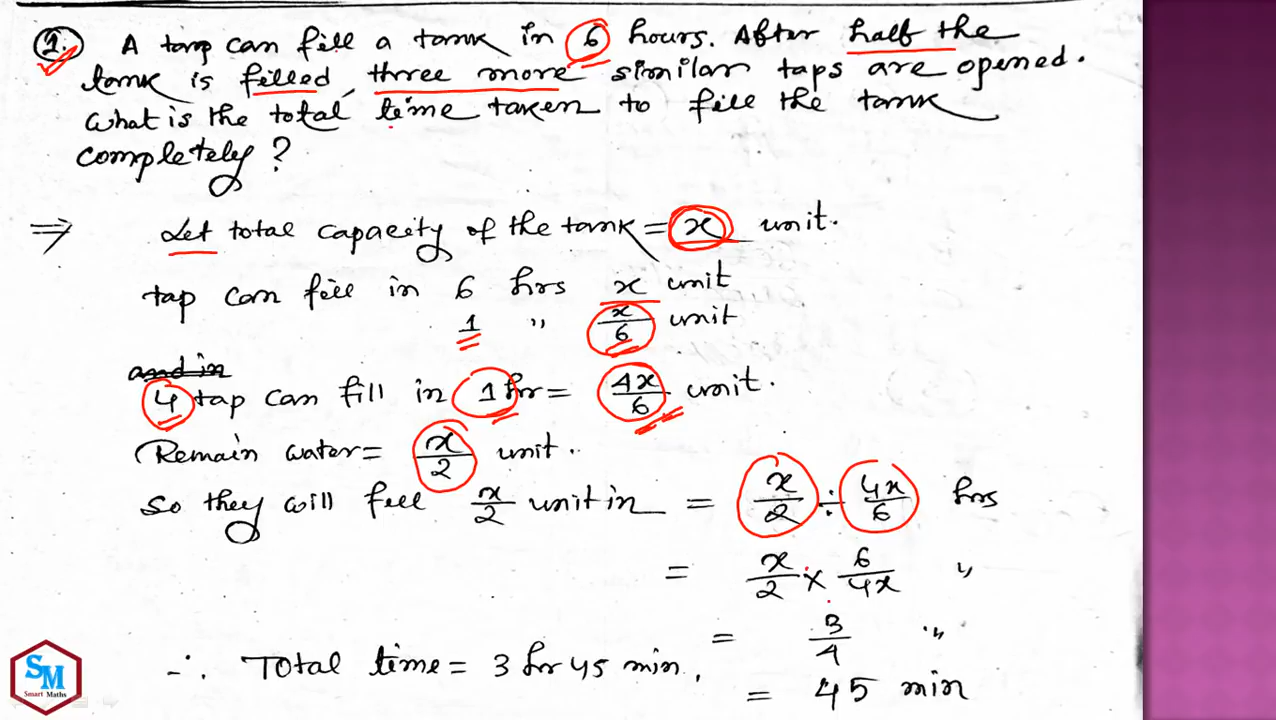 1. A tap can fill a tank in 6 hours. After half the
tank is filled, three more similar taps are opened.
What is the total time taken to fill the tank
completely?
⇒ Let total capacity of the tank = x unit.
tap can fill in 6 hrs x unit
1 " x/6 unit
and in
4 tap can fill in 1 hr = 4x/6 unit.
Remain water = x/2 unit.
So they will fill x/2 unit in = x/2 ÷ 4x/6 hrs
= x/2 × 6/4x "
= 3/4 "
∴ Total time = 3 hr 45 min.
= 45 min
SM
Smart Maths